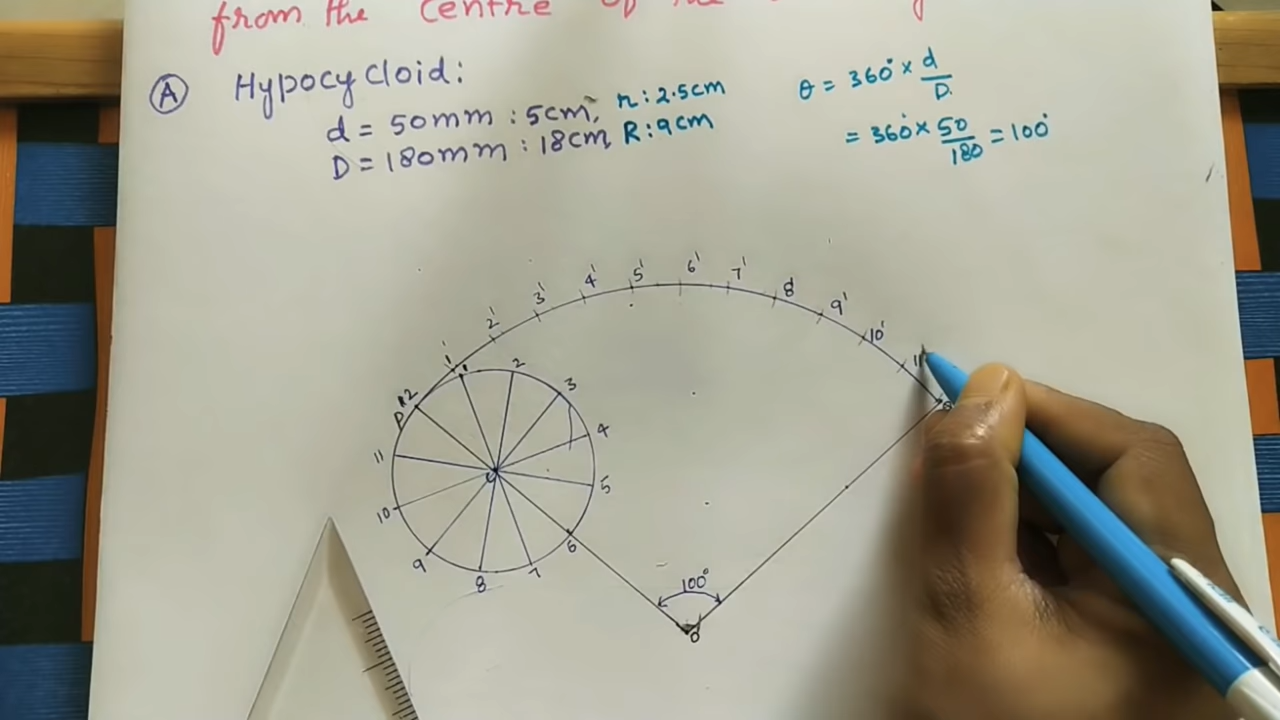 from the centre of the
Ⓐ Hypocycloid:
d = 50mm : 5cm, r: 2.5cm
D = 180mm : 18cm R: 9cm
θ = 360° × d/D
= 360° × 50/180 = 100°
1' 2' 3' 4' 5' 6' 7' 8' 9' 10' 11
P 12 1 2 3 4 5 6 7 8 9 10 11
C
100°
O